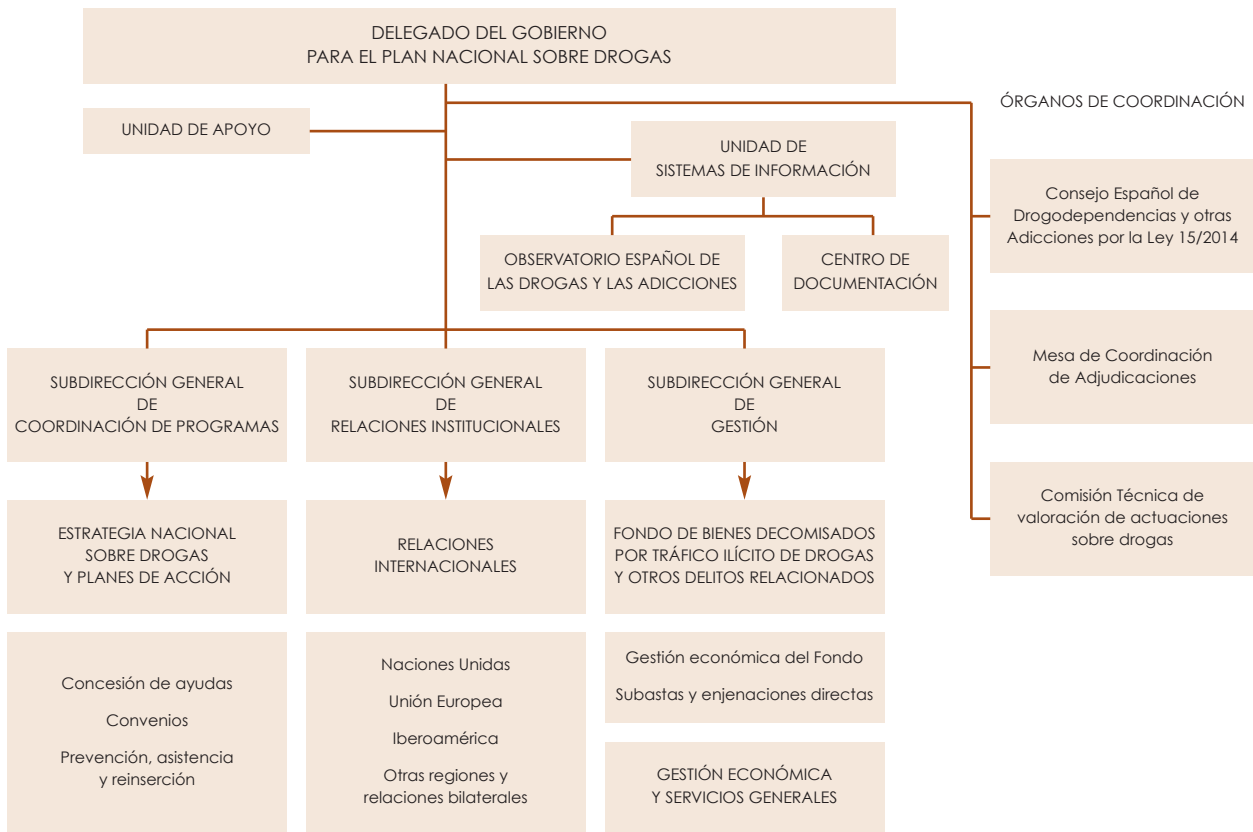 DELEGADO DEL GOBIERNO
PARA EL PLAN NACIONAL SOBRE DROGAS
ÓRGANOS DE COORDINACIÓN
UNIDAD DE APOYO
UNIDAD DE
SISTEMAS DE INFORMACIÓN
OBSERVATORIO ESPAÑOL DE
LAS DROGAS Y LAS ADICCIONES
CENTRO DE
DOCUMENTACIÓN
Consejo Español de
Drogodependencias y otras
Adicciones por la Ley 15/2014
Mesa de Coordinación
de Adjudicaciones
Comisión Técnica de
valoración de actuaciones
sobre drogas
SUBDIRECCIÓN GENERAL
DE
COORDINACIÓN DE PROGRAMAS
SUBDIRECCIÓN GENERAL
DE
RELACIONES INSTITUCIONALES
SUBDIRECCIÓN GENERAL
DE
GESTIÓN
ESTRATEGIA NACIONAL
SOBRE DROGAS
Y PLANES DE ACCIÓN
RELACIONES
INTERNACIONALES
FONDO DE BIENES DECOMISADOS
POR TRÁFICO ILÍCITO DE DROGAS
Y OTROS DELITOS RELACIONADOS
Concesión de ayudas
Convenios
Prevención, asistencia
y reinserción
Naciones Unidas
Unión Europea
Iberoamérica
Otras regiones y
relaciones bilaterales
Gestión económica del Fondo
Subastas y enjenaciones directas
GESTIÓN ECONÓMICA
Y SERVICIOS GENERALES